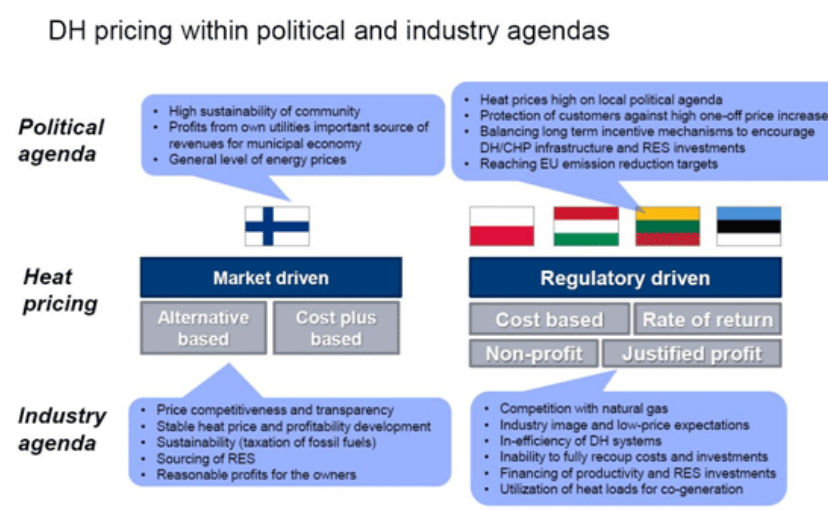 DH pricing within political and industry agendas
Political
agenda
• High sustainability of community
• Profits from own utilities important source of
revenues for municipal economy
• General level of energy prices
• Heat prices high on local political agenda
• Protection of customers against high one-off price increase
• Balancing long term incentive mechanisms to encourage
DH/CHP infrastructure and RES investments
• Reaching EU emission reduction targets
Heat
pricing
Market driven
Alternative
based
Cost plus
based
Regulatory driven
Cost based
Rate of return
Non-profit
Justified profit
Industry
agenda
• Price competitiveness and transparency
• Stable heat price and profitability development
• Sustainability (taxation of fossil fuels)
• Sourcing of RES
• Reasonable profits for the owners
• Competition with natural gas
• Industry image and low-price expectations
• In-efficiency of DH systems
• Inability to fully recoup costs and investments
• Financing of productivity and RES investments
• Utilization of heat loads for co-generation